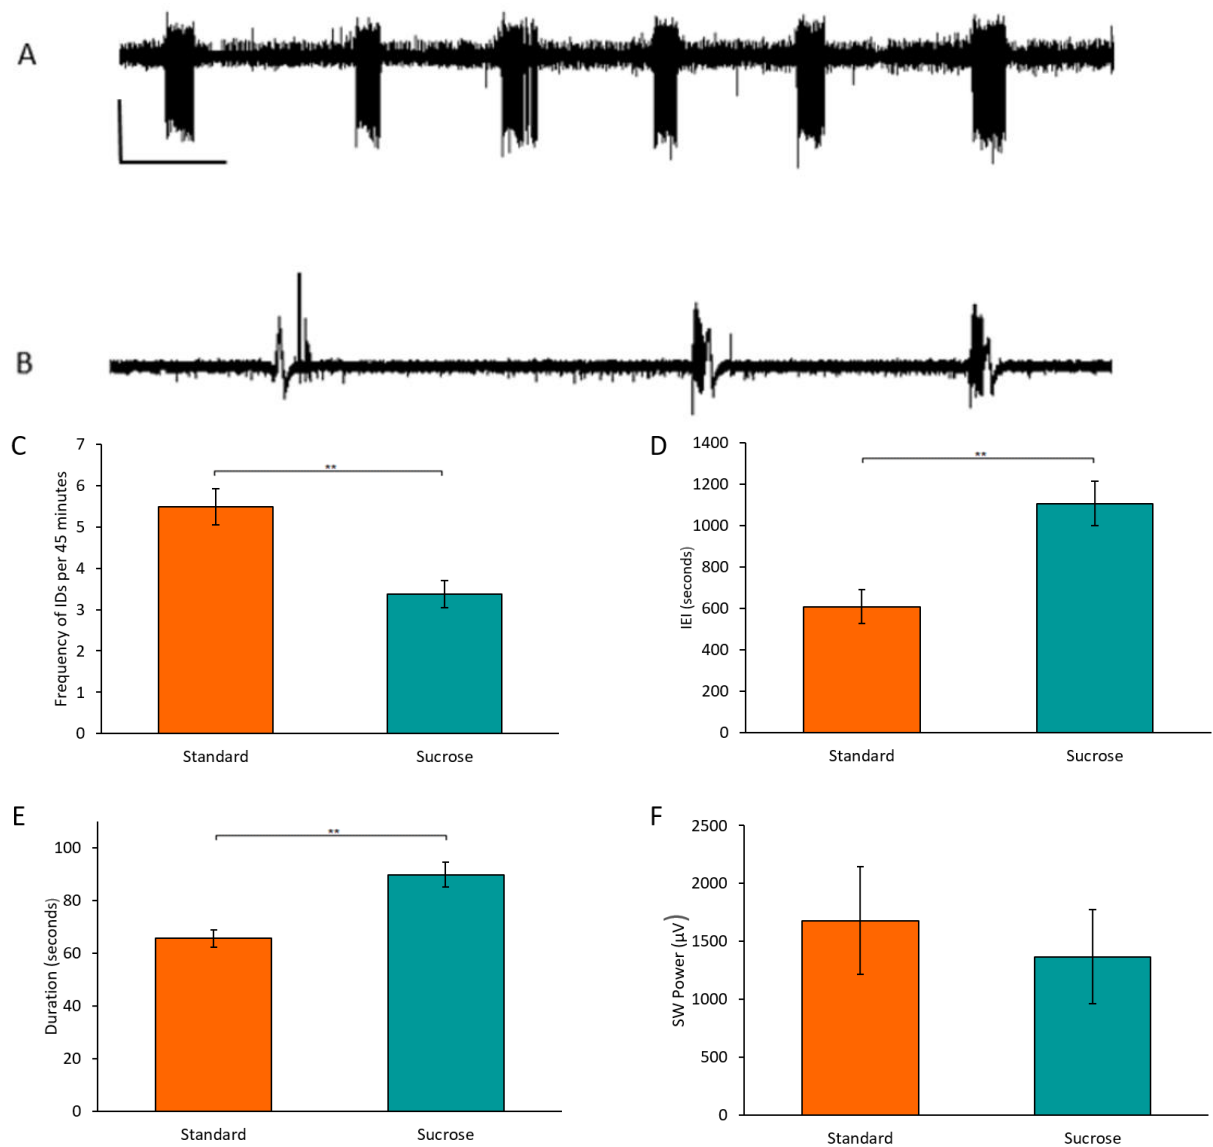 A
B
C
Frequency of IDs per 45 minutes
7
6
5
4
3
2
1
0
**
Standard
Sucrose
D
IEI (seconds)
1400
1200
1000
800
600
400
200
0
**
Standard
Sucrose
E
Duration (seconds)
100
80
60
40
20
0
**
Standard
Sucrose
F
SW Power (µV)
2500
2000
1500
1000
500
0
Standard
Sucrose